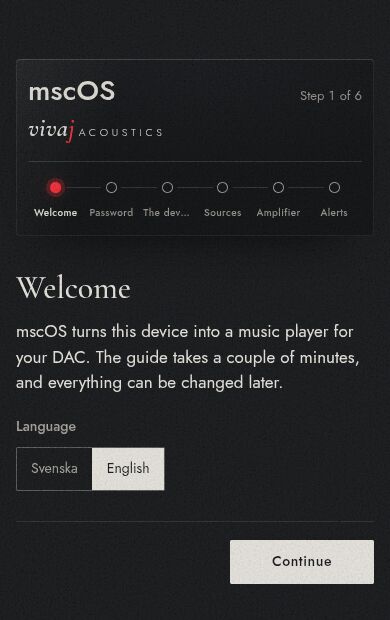 mscOS
Step 1 of 6
vivaj ACOUSTICS
Welcome Password The dev... Sources Amplifier Alerts
Welcome
mscOS turns this device into a music player for
your DAC. The guide takes a couple of minutes,
and everything can be changed later.
Language
Svenska English
Continue